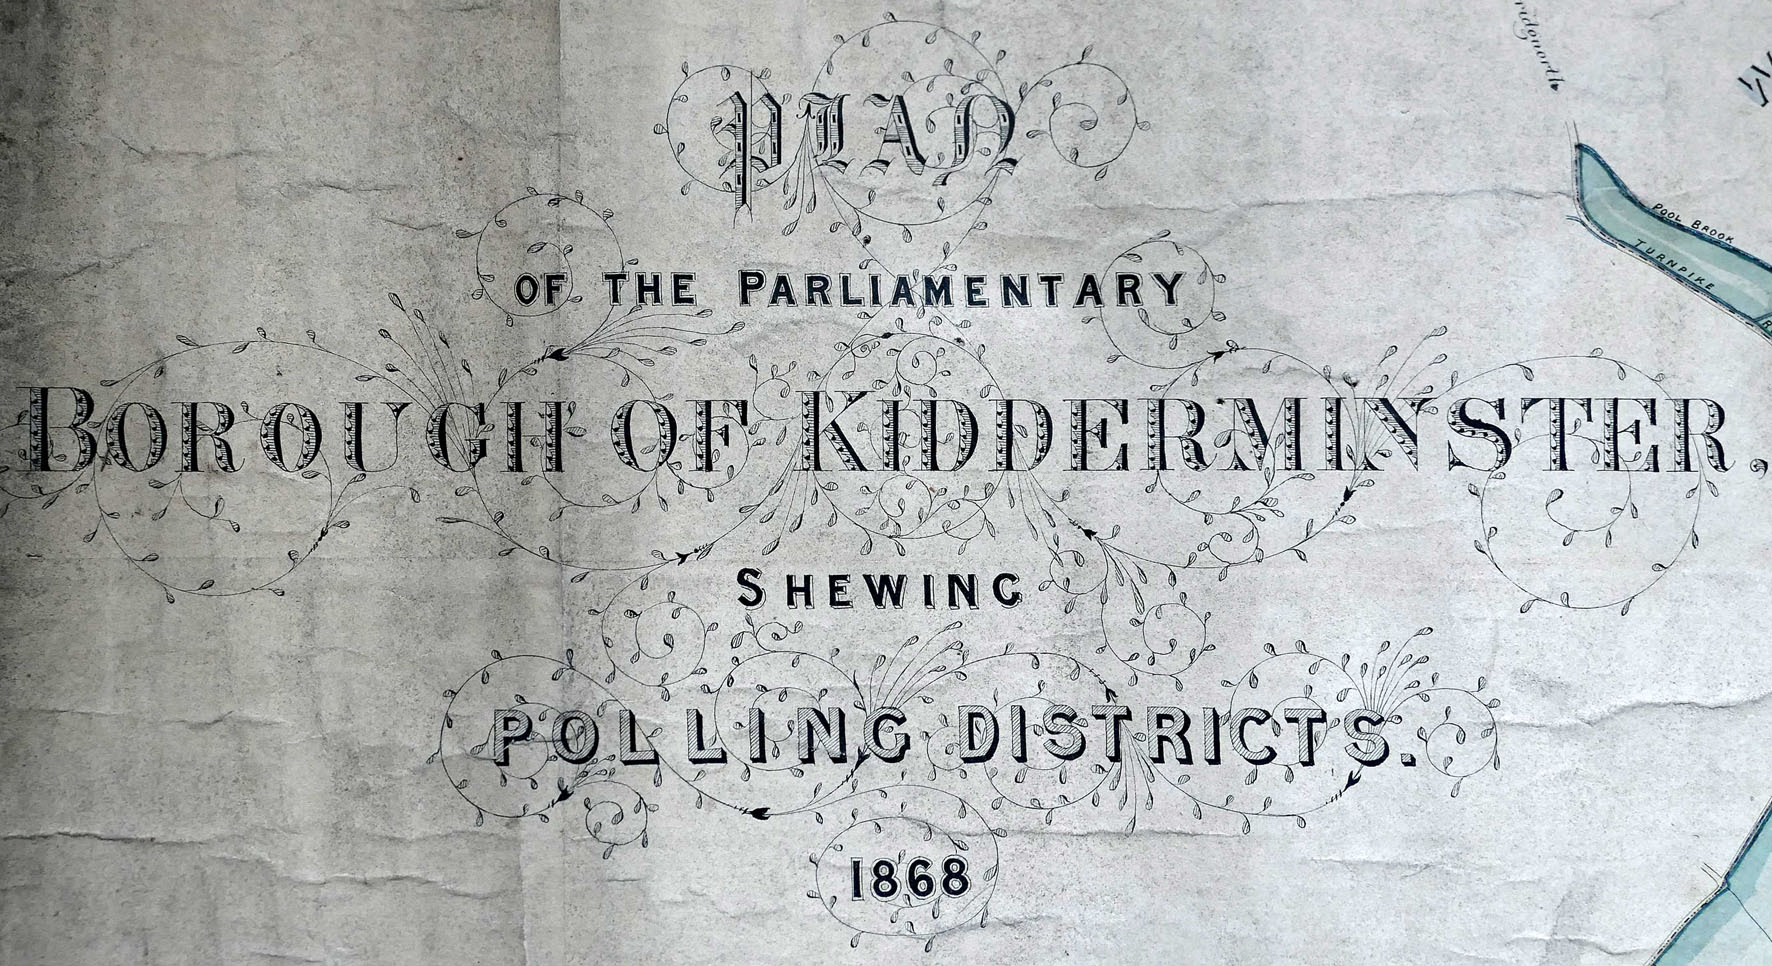 PLAN
OF THE PARLIAMENTARY
BOROUGH OF KIDDERMINSTER,
SHEWING
POLLING DISTRICTS.
1868
POOL BROOK
TURNPIKE